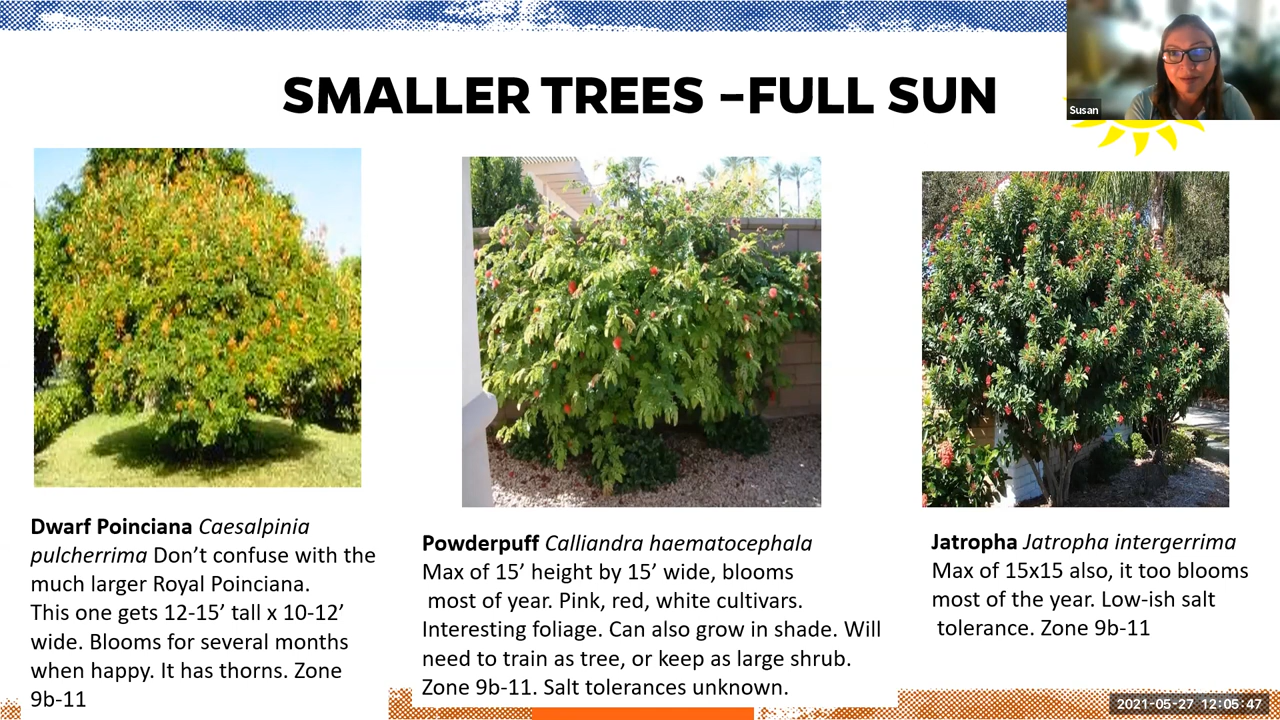 SMALLER TREES –FULL SUN
Susan
Dwarf Poinciana Caesalpinia
pulcherrima Don’t confuse with the
much larger Royal Poinciana.
This one gets 12-15’ tall x 10-12’
wide. Blooms for several months
when happy. It has thorns. Zone
9b-11
Powderpuff Calliandra haematocephala
Max of 15’ height by 15’ wide, blooms
most of year. Pink, red, white cultivars.
Interesting foliage. Can also grow in shade. Will
need to train as tree, or keep as large shrub.
Zone 9b-11. Salt tolerances unknown.
Jatropha Jatropha intergerrima
Max of 15x15 also, it too blooms
most of the year. Low-ish salt
tolerance. Zone 9b-11
2021-05-27 12:05:47